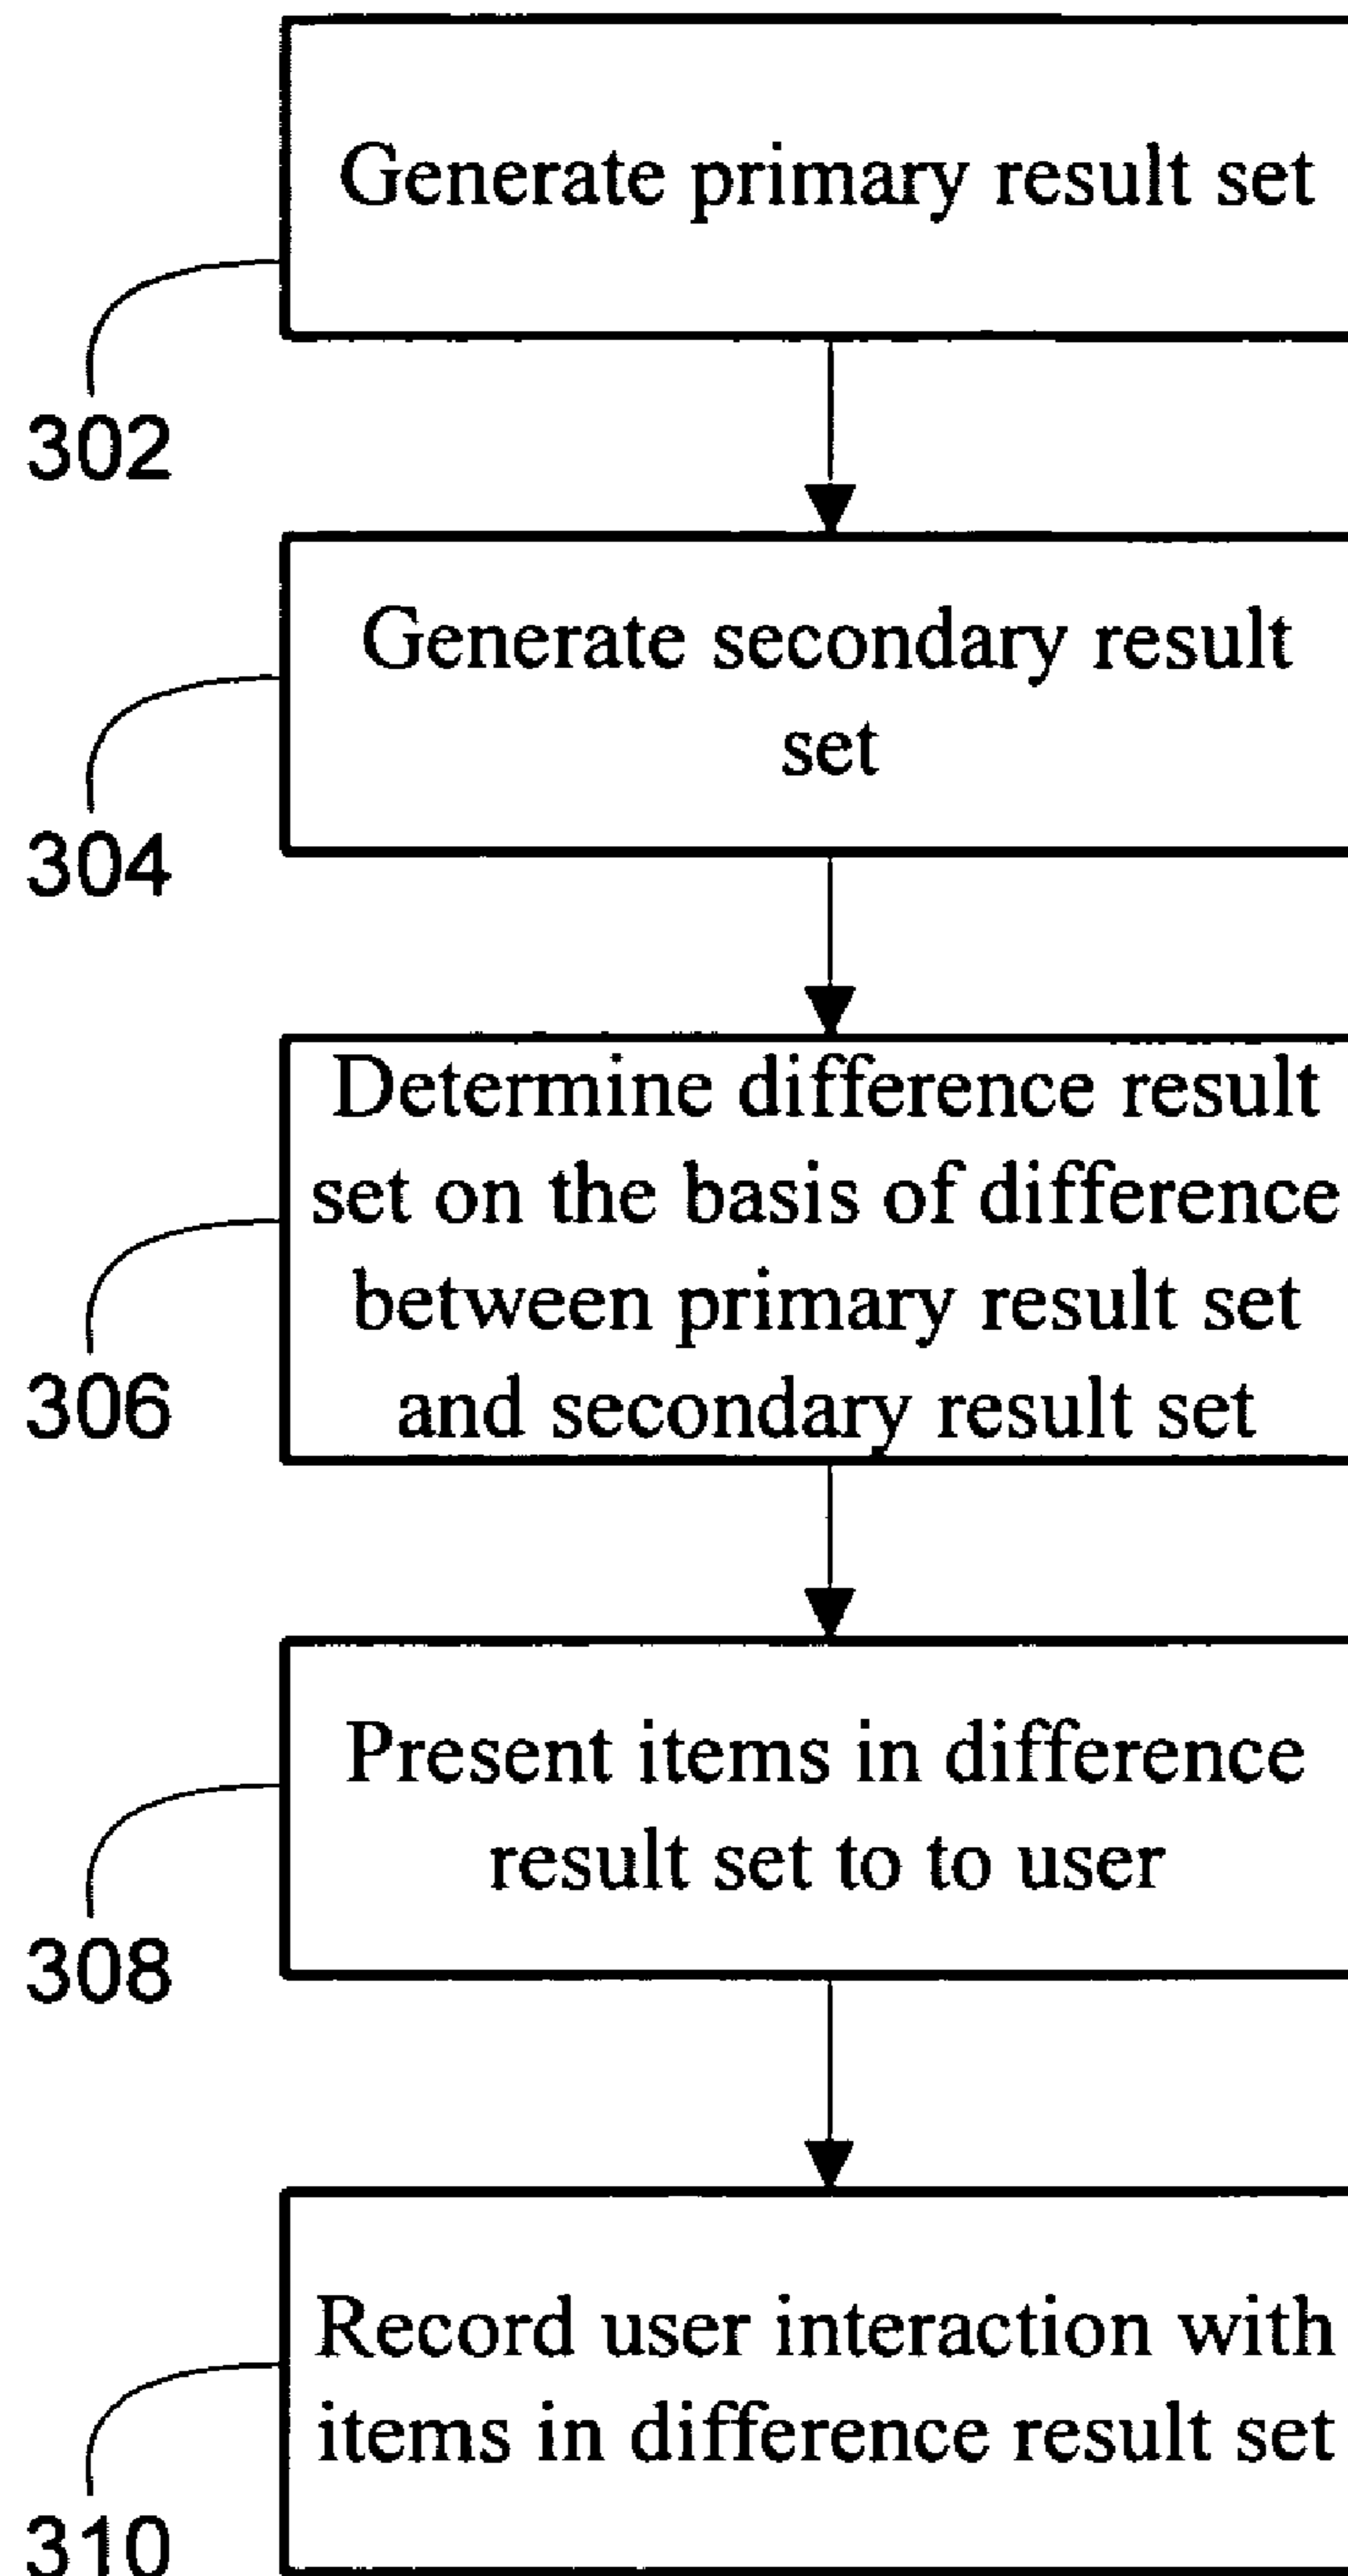 Generate primary result set
302
Generate secondary result
set
304
Determine difference result
set on the basis of difference
between primary result set
and secondary result set
306
Present items in difference
result set to to user
308
Record user interaction with
items in difference result set
310